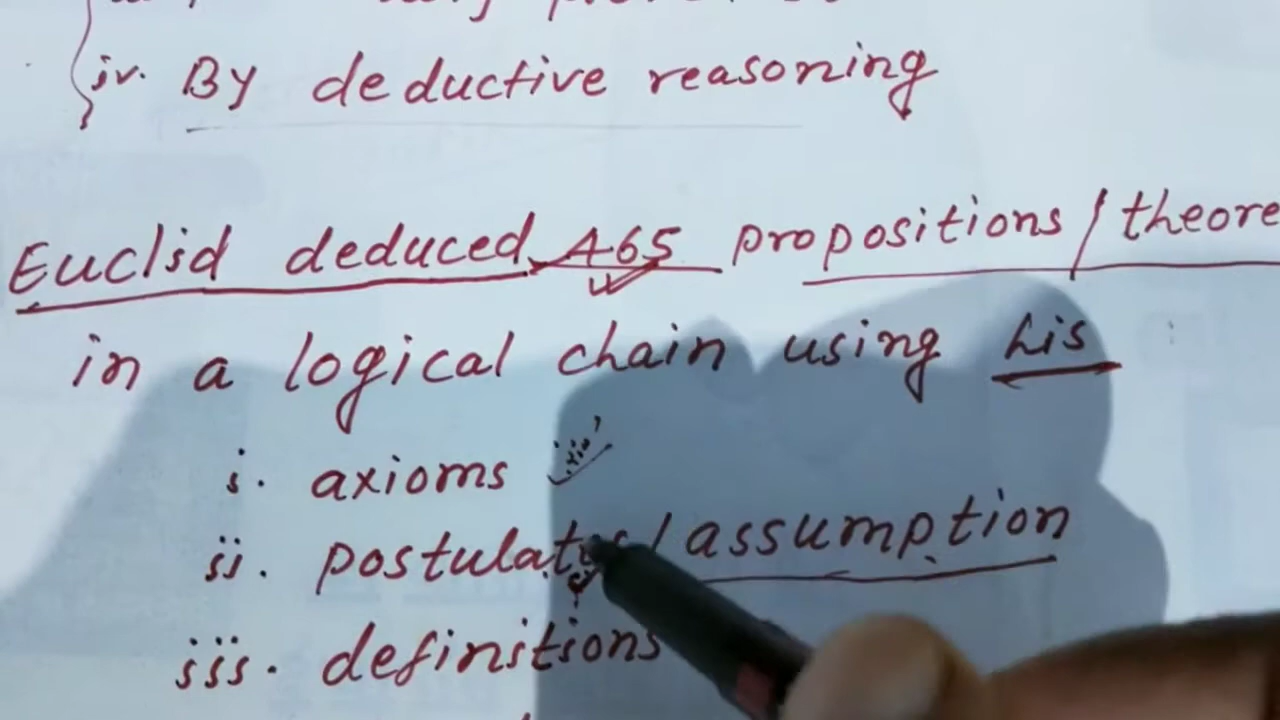 iv. By deductive reasoning
Euclid deduced 465 propositions / theore
in a logical chain using his
i. axioms
ii. postulates / assumption
iii. definitions